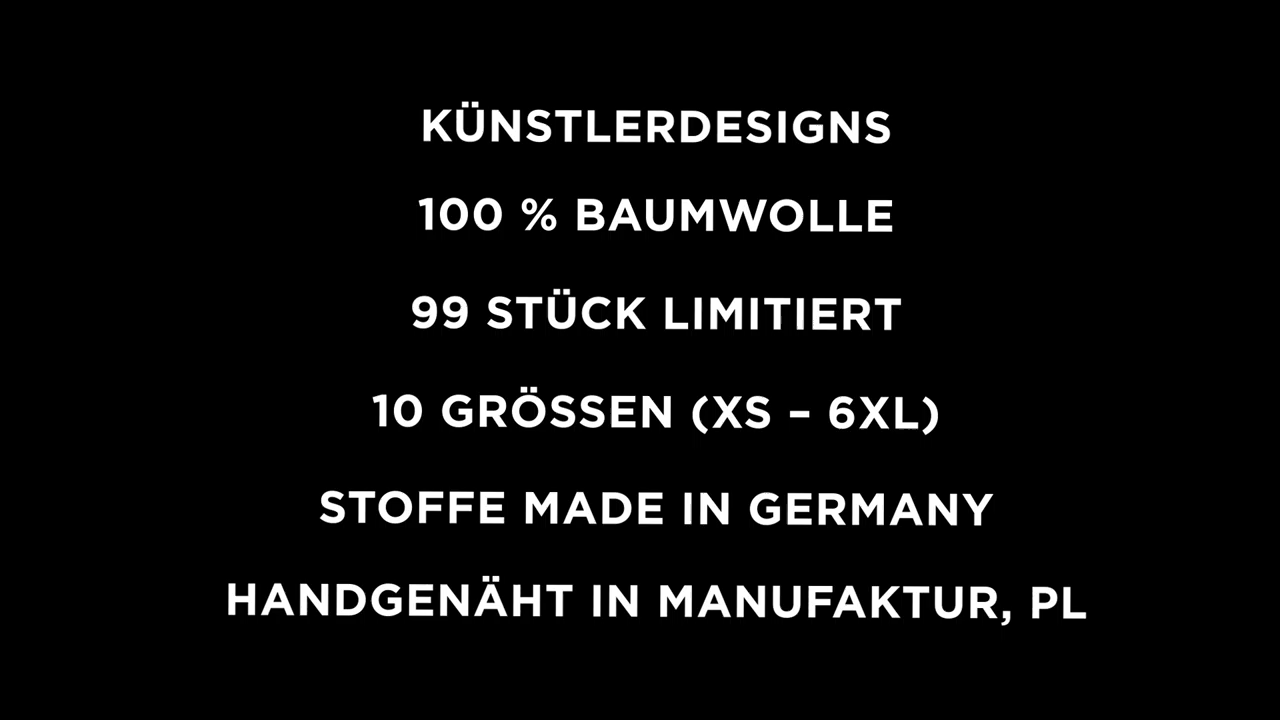 KÜNSTLERDESIGNS
100 % BAUMWOLLE
99 STÜCK LIMITIERT
10 GRÖSSEN (XS – 6XL)
STOFFE MADE IN GERMANY
HANDGENÄHT IN MANUFAKTUR, PL